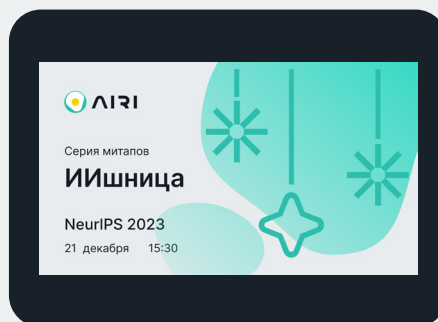 AIRI
Серия митапов
ИИшница
NeurIPS 2023
21 декабря 15:30